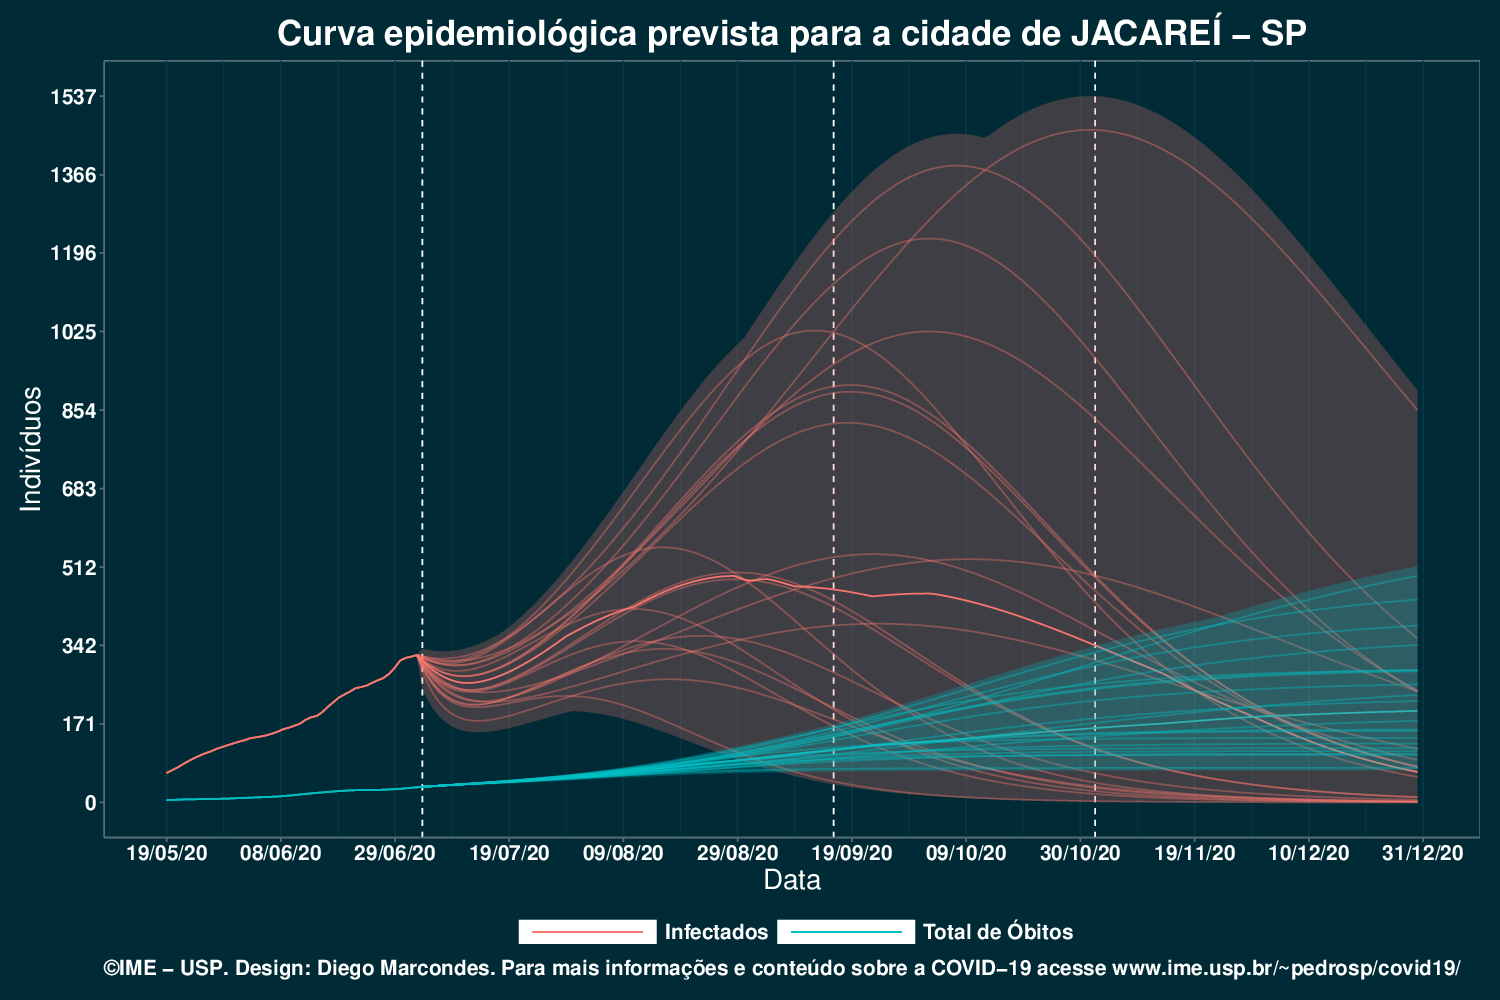 Curva epidemiológica prevista para a cidade de JACAREÍ – SP
1537
1366
1196
1025
854
683
512
342
171
0
Indivíduos
19/05/20 08/06/20 29/06/20 19/07/20 09/08/20 29/08/20 19/09/20 09/10/20 30/10/20 19/11/20 10/12/20 31/12/20
Data
Infectados Total de Óbitos
©IME – USP. Design: Diego Marcondes. Para mais informações e conteúdo sobre a COVID–19 acesse www.ime.usp.br/~pedrosp/covid19/